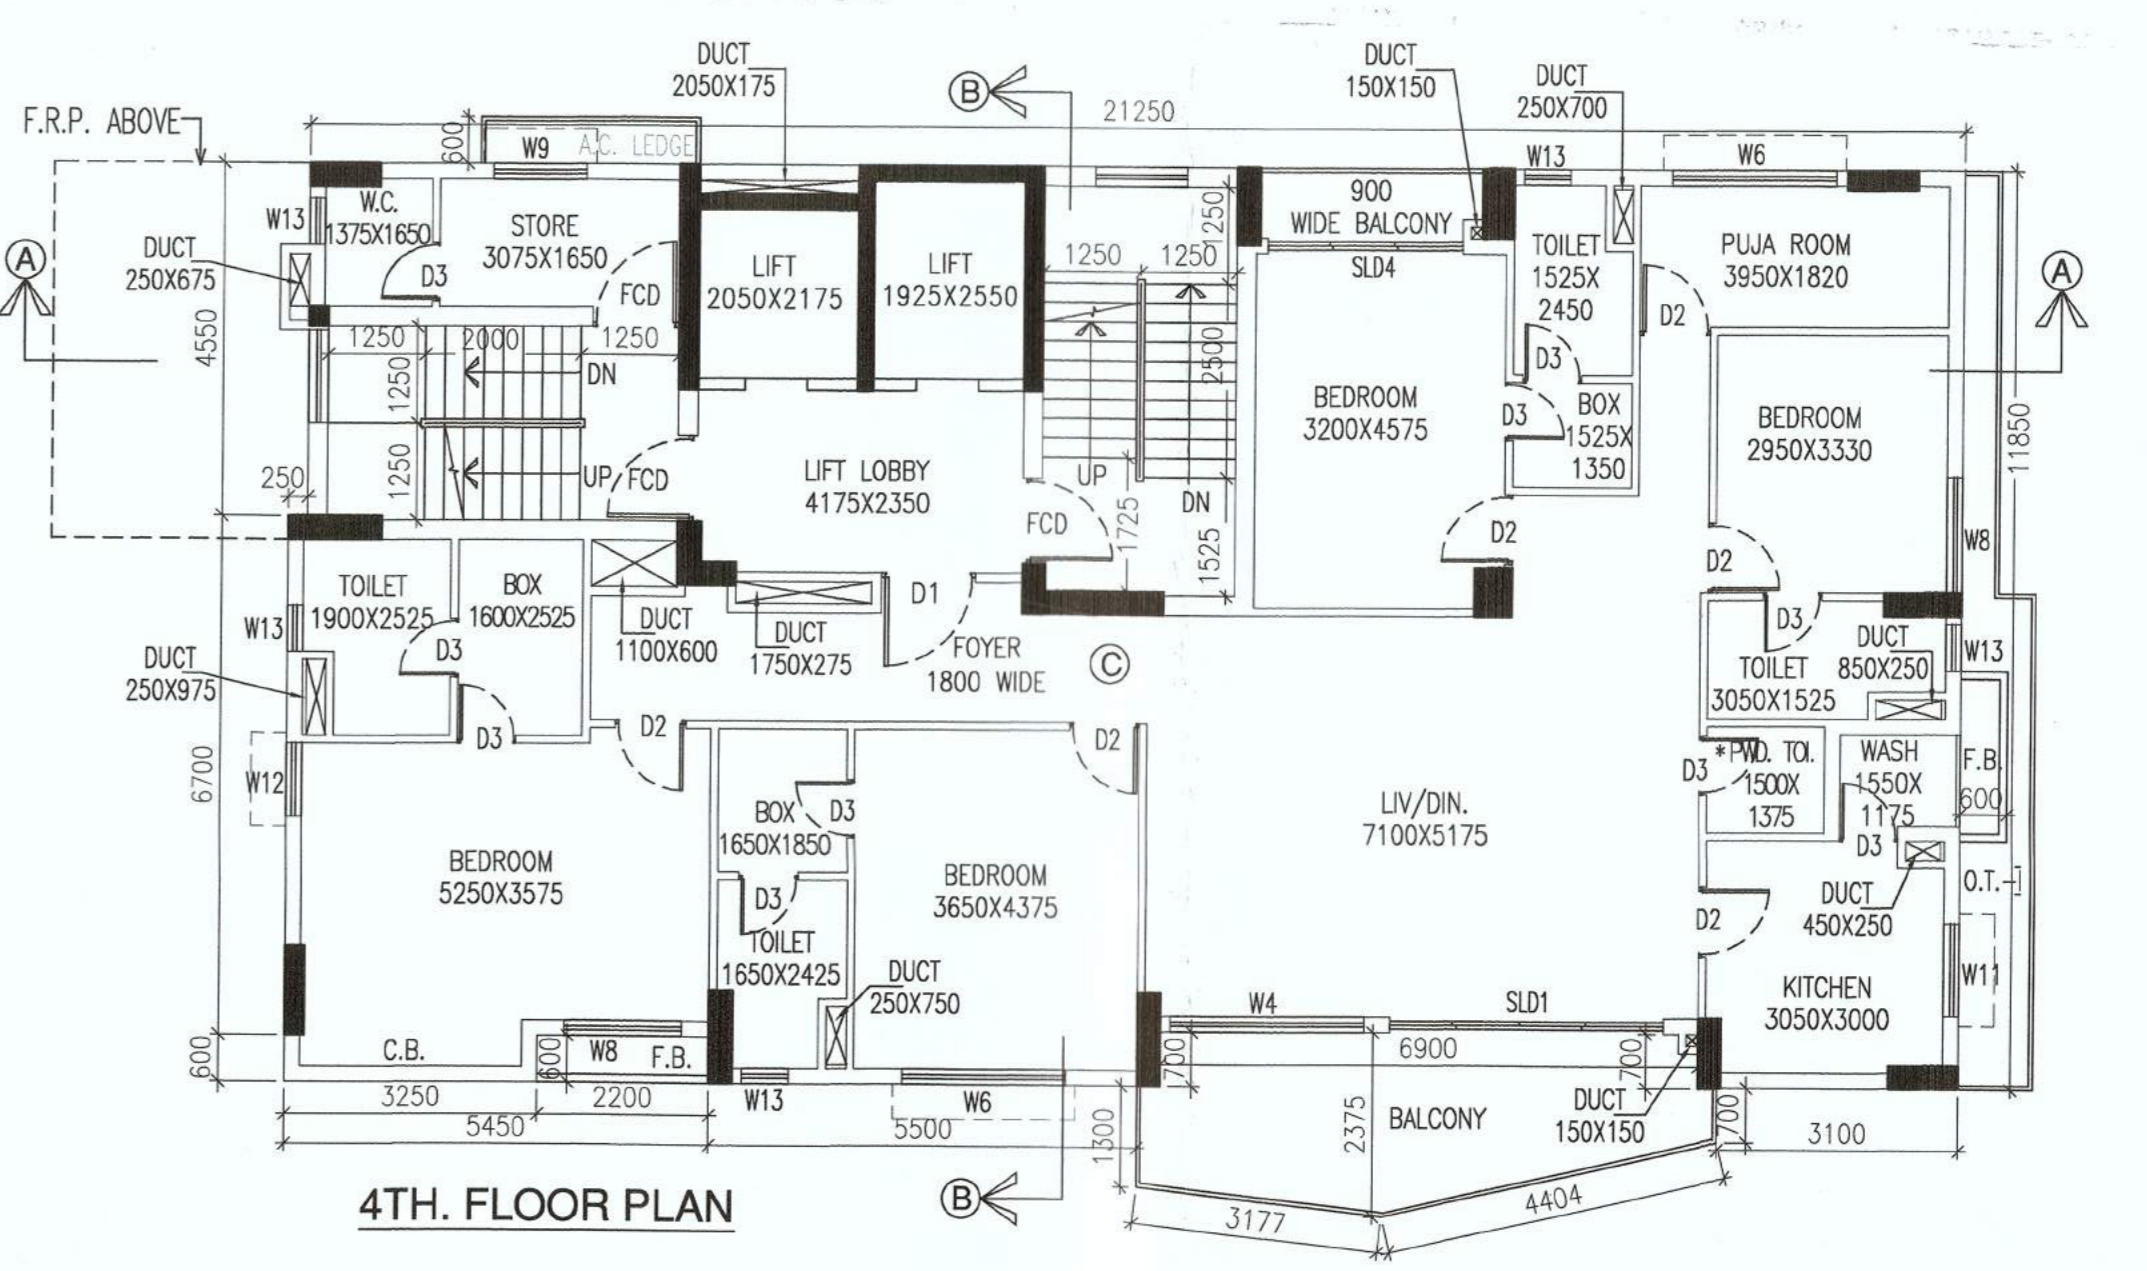 DUCT
2050X175
B
21250
DUCT
150X150
DUCT
250X700
F.R.P. ABOVE
600
W9
A.C. LEDGE
W13
W6
W.C.
1375X1650
W13
STORE
3075X1650
DUCT
250X675
A
D3
FCD
LIFT
2050X2175
LIFT
1925X2550
1250
1250
1250
900
WIDE BALCONY
SLD4
TOILET
1525X
2450
PUJA ROOM
3950X1820
D2
A
4550
1250
2000
1250
1250
DN
2500
D3
BEDROOM
3200X4575
D3
BOX
1525X
1350
BEDROOM
2950X3330
11850
250
1250
UP
FCD
LIFT LOBBY
4175X2350
UP
DN
FCD
1725
1525
D2
D2
W8
TOILET
1900X2525
BOX
1600X2525
W13
D3
DUCT
1100X600
DUCT
1750X275
D1
FOYER
1800 WIDE
C
D3
DUCT
850X250
W13
TOILET
3050X1525
DUCT
250X975
D3
D2
D2
6700
W12
*PWD. TOI.
1500X
1375
D3
WASH
1550X
1175
F.B.
600
D3
BOX
1650X1850
D3
LIV/DIN.
7100X5175
BEDROOM
5250X3575
D3
BEDROOM
3650X4375
O.T.
DUCT
450X250
D2
TOILET
1650X2425
DUCT
250X750
KITCHEN
3050X3000
W11
W4
SLD1
C.B.
600
600
W8
F.B.
700
6900
700
3250
2200
W13
W6
5450
5500
1300
2375
BALCONY
DUCT
150X150
700
3100
4TH. FLOOR PLAN
B
3177
4404